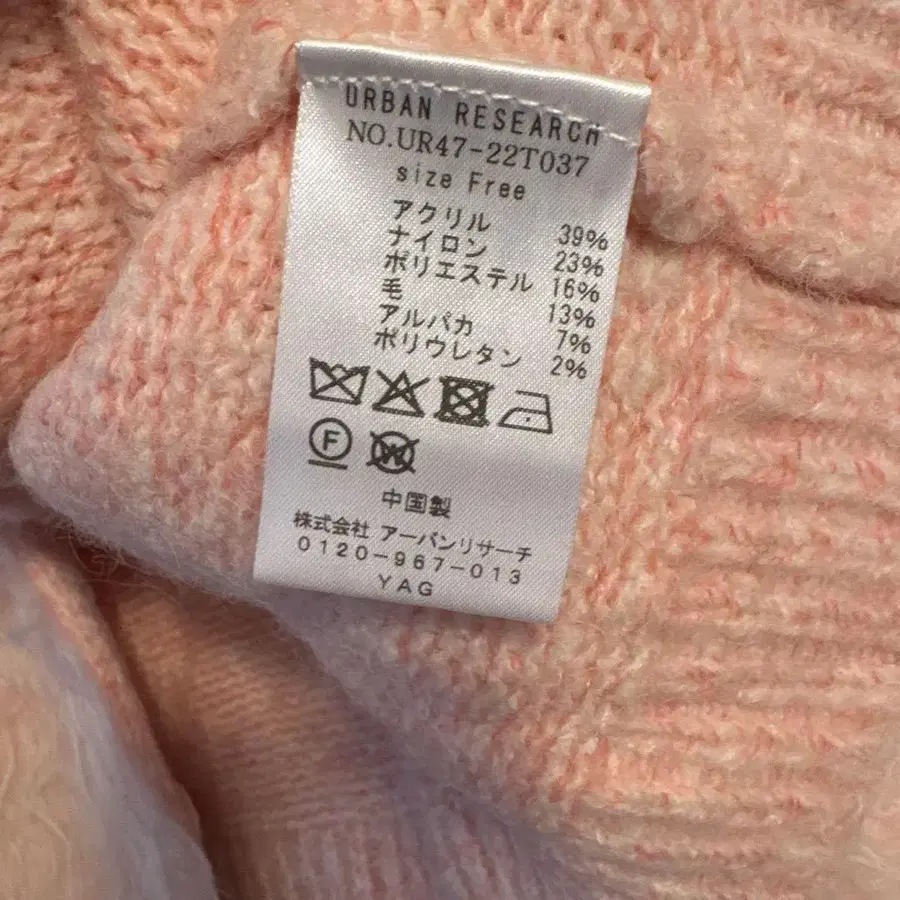 URBAN RESEARCH
NO.UR47-22T037
size Free
アクリル 39%
ナイロン 23%
ポリエステル 16%
毛 13%
アルパカ 7%
ポリウレタン 2%
F W
中国製
株式会社 アーバンリサーチ
0120-967-013
YAG